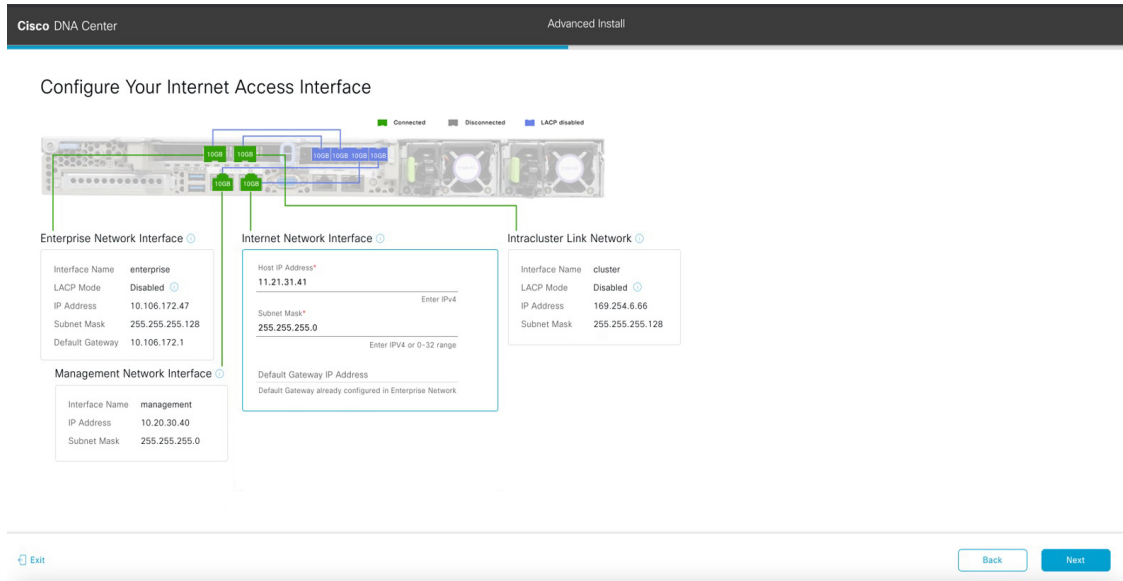 Cisco DNA Center
Advanced Install
Configure Your Internet Access Interface
Connected Disconnected LACP disabled
10GB 10GB 10GB 10GB 10GB 10GB
10GB 10GB
Enterprise Network Interface
Interface Name enterprise
LACP Mode Disabled
IP Address 10.106.172.47
Subnet Mask 255.255.255.128
Default Gateway 10.106.172.1
Management Network Interface
Interface Name management
IP Address 10.20.30.40
Subnet Mask 255.255.255.0
Internet Network Interface
Host IP Address*
11.21.31.41
Enter IPv4
Subnet Mask*
255.255.255.0
Enter IPV4 or 0-32 range
Default Gateway IP Address
Default Gateway already configured in Enterprise Network
Intracluster Link Network
Interface Name cluster
LACP Mode Disabled
IP Address 169.254.6.66
Subnet Mask 255.255.255.128
Exit
Back
Next